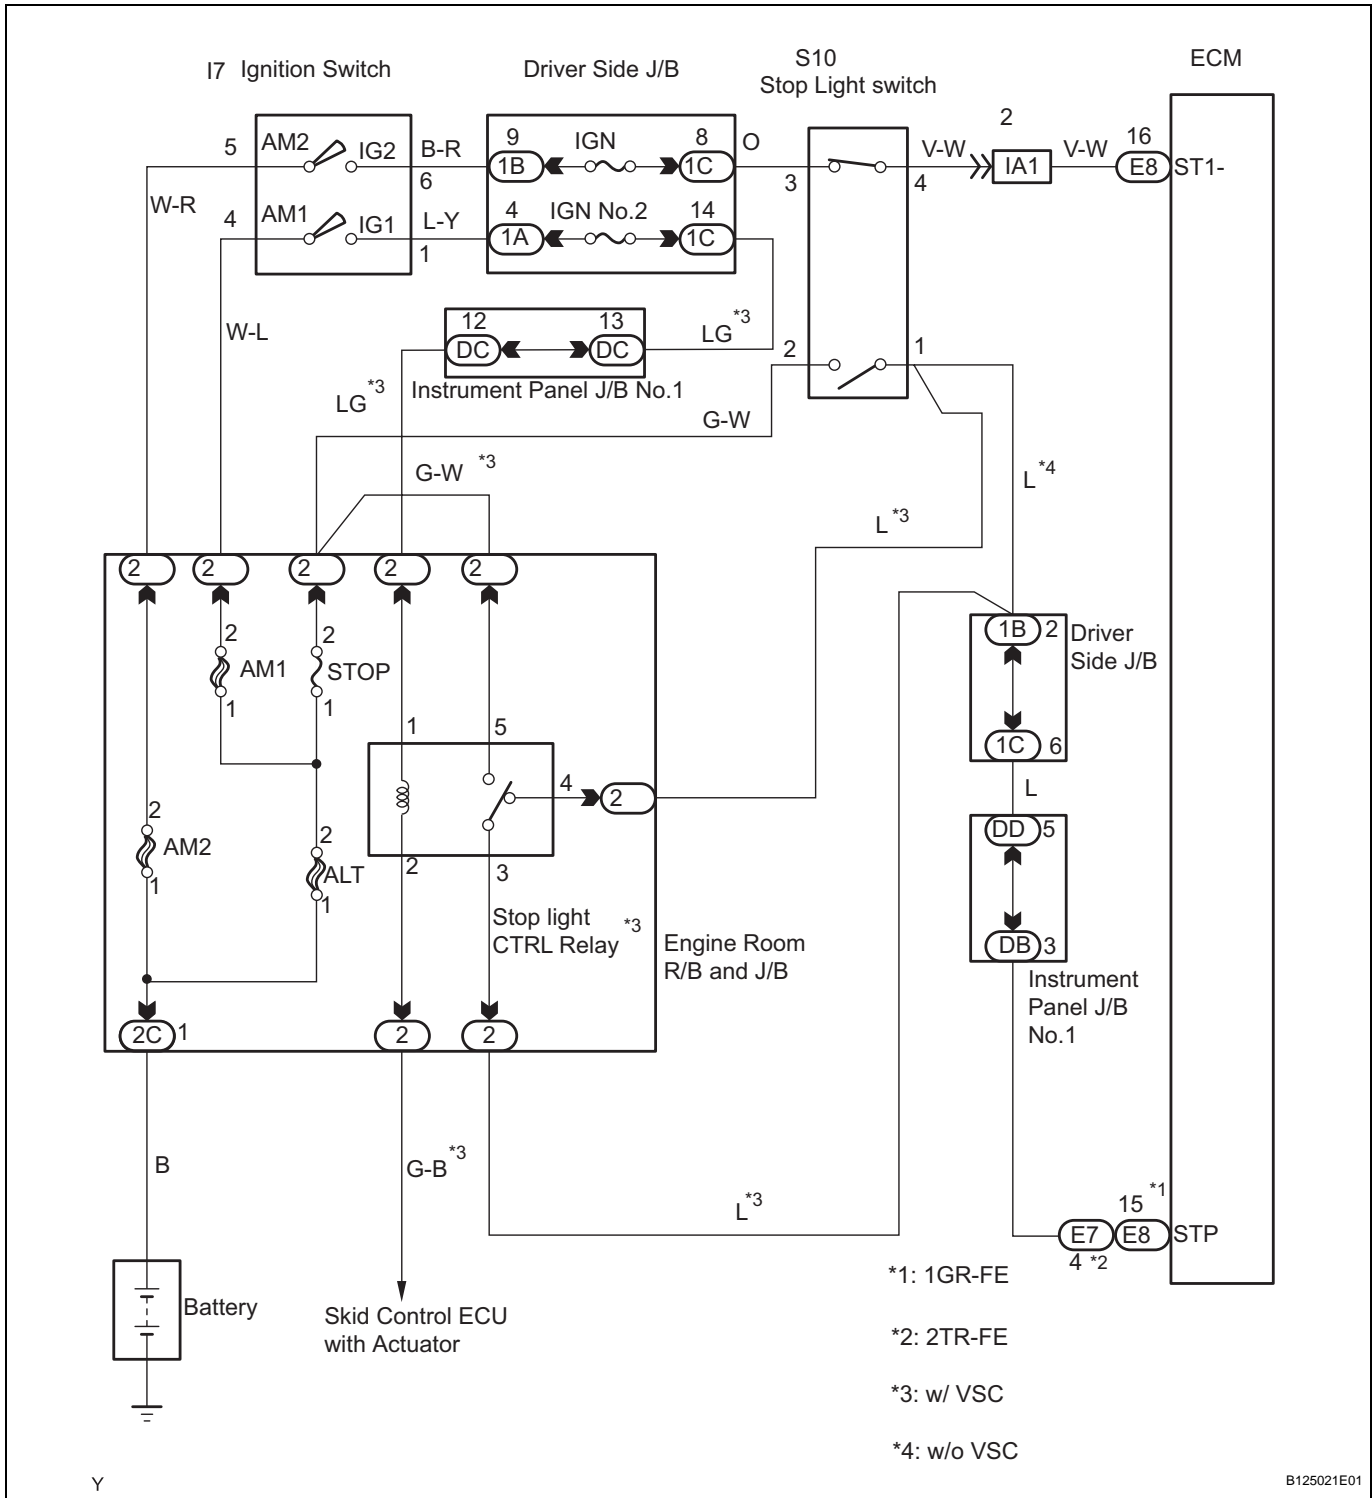 I7 Ignition Switch
Driver Side J/B
S10
Stop Light switch
ECM
5
AM2
IG2
B-R
6
9
1B
IGN
8
1C
O
3
4
V-W
2
IA1
V-W
16
E8
ST1-
W-R
4
AM1
IG1
L-Y
1
4
1A
IGN No.2
14
1C
W-L
12
DC
13
DC
LG *3
2
1
Instrument Panel J/B No.1
LG *3
G-W
G-W *3
L *4
L *3
2
2
2
2
2
1B
2
Driver
Side J/B
2
AM1
1
2
STOP
1
1
5
1C
6
4
2
L
2
AM2
1
2
ALT
1
2
3
DD
5
Stop light
CTRL Relay *3
Engine Room
R/B and J/B
DB
3
Instrument
Panel J/B
No.1
2C
1
2
2
B
G-B *3
L *3
15 *1
E7
E8
STP
4 *2
*1: 1GR-FE
Battery
Skid Control ECU
with Actuator
*2: 2TR-FE
*3: w/ VSC
*4: w/o VSC
Y
B125021E01